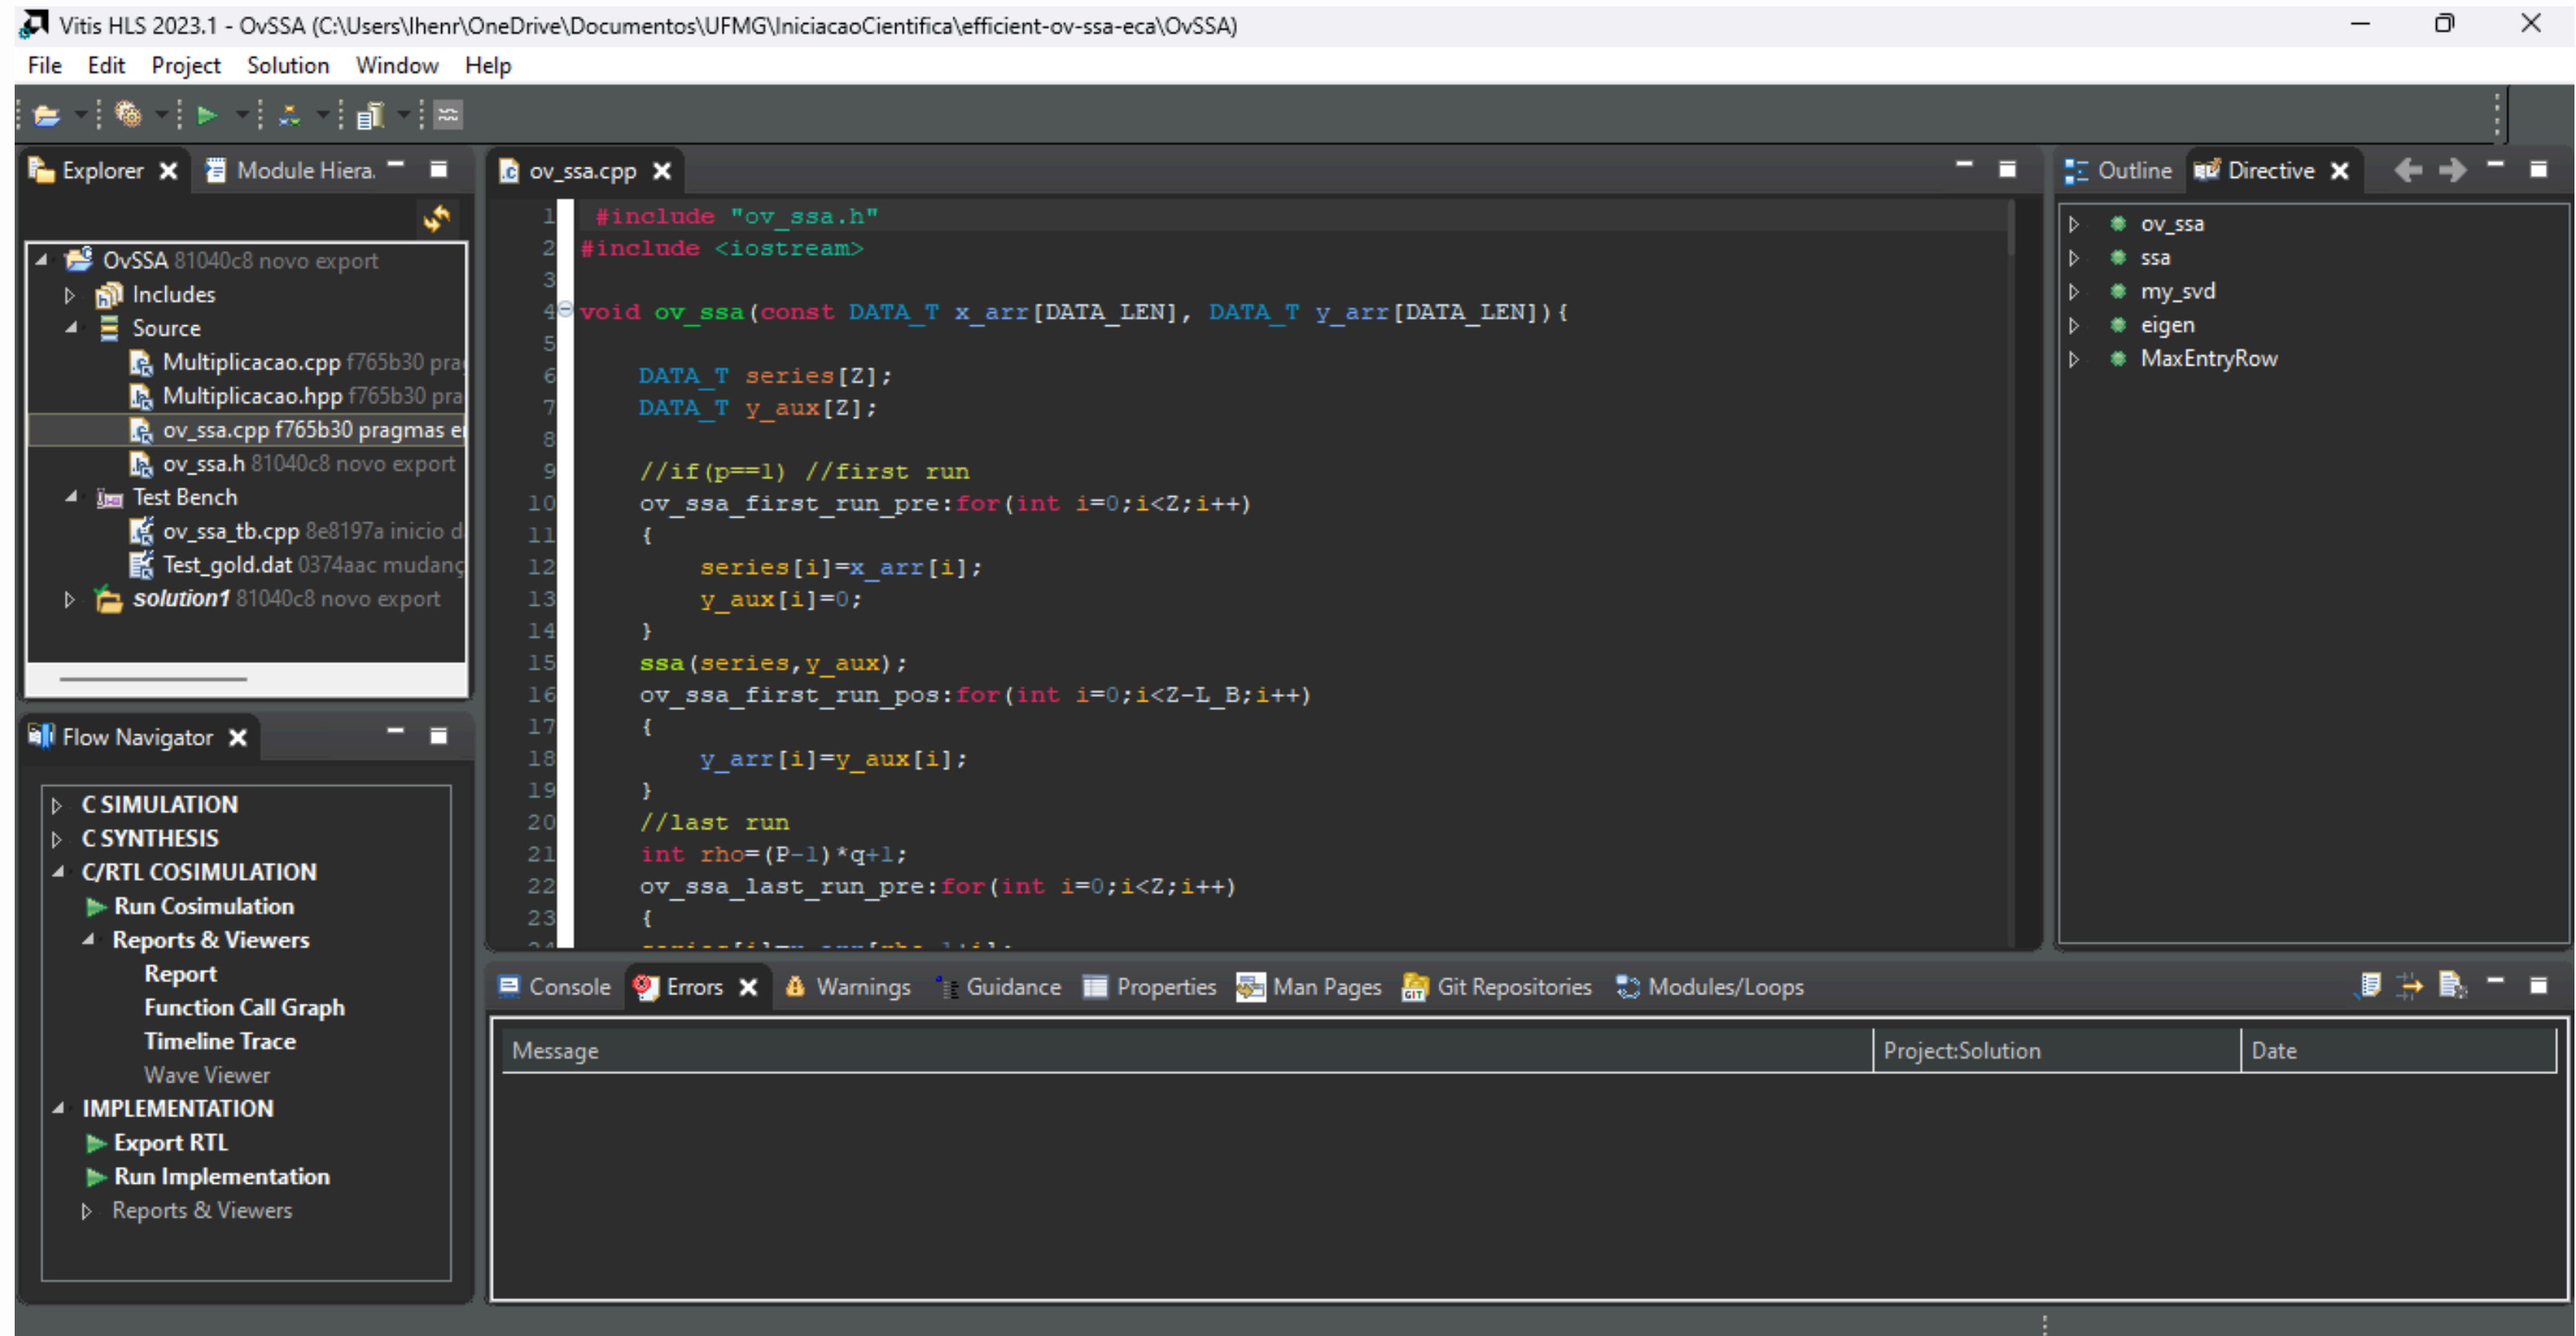 Vitis HLS 2023.1 - OvSSA (C:\Users\lhenr\OneDrive\Documentos\UFMG\IniciacaoCientifica\efficient-ov-ssa-eca\OvSSA)
File Edit Project Solution Window Help
Explorer Module Hiera.
OvSSA 81040c8 novo export
Includes
Source
Multiplicacao.cpp f765b30 pra
Multiplicacao.hpp f765b30 pra
ov_ssa.cpp f765b30 pragmas e
ov_ssa.h 81040c8 novo export
Test Bench
ov_ssa_tb.cpp 8e8197a inicio d
Test_gold.dat 0374aac mudanç
solution1 81040c8 novo export
Flow Navigator
C SIMULATION
C SYNTHESIS
C/RTL COSIMULATION
Run Cosimulation
Reports & Viewers
Report
Function Call Graph
Timeline Trace
Wave Viewer
IMPLEMENTATION
Export RTL
Run Implementation
Reports & Viewers
ov_ssa.cpp
1 #include "ov_ssa.h"
2 #include <iostream>
3
4 void ov_ssa(const DATA_T x_arr[DATA_LEN], DATA_T y_arr[DATA_LEN]){
5
6 DATA_T series[Z];
7 DATA_T y_aux[Z];
8
9 //if(p==1) //first run
10 ov_ssa_first_run_pre:for(int i=0;i<Z;i++)
11 {
12 series[i]=x_arr[i];
13 y_aux[i]=0;
14 }
15 ssa(series,y_aux);
16 ov_ssa_first_run_pos:for(int i=0;i<Z-L_B;i++)
17 {
18 y_arr[i]=y_aux[i];
19 }
20 //last run
21 int rho=(P-1)*q+1;
22 ov_ssa_last_run_pre:for(int i=0;i<Z;i++)
23 {
24 series[i]=x_arr[rho-1+i];
Outline Directive
ov_ssa
ssa
my_svd
eigen
MaxEntryRow
Console Errors Warnings Guidance Properties Man Pages Git Repositories Modules/Loops
Message Project:Solution Date